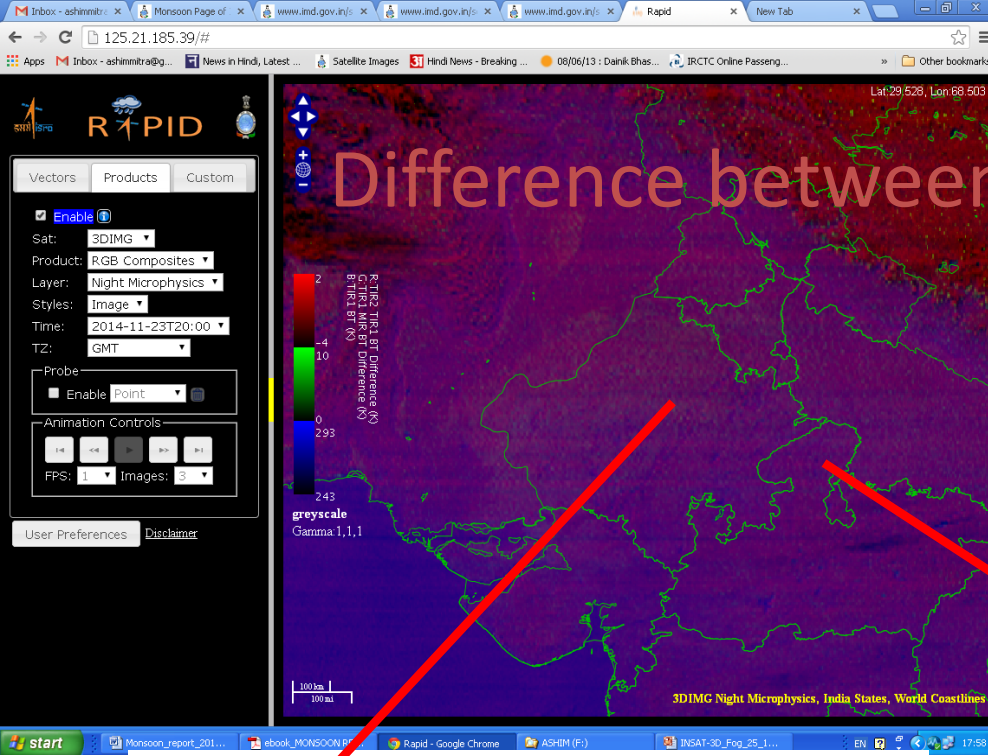 Inbox - ashimmitra
Monsoon Page of
www.imd.gov.in/s
www.imd.gov.in/s
www.imd.gov.in/s
Rapid
New Tab
125.21.185.39/#
Apps
Inbox - ashimmitra@g...
News in Hindi, Latest ...
Satellite Images
Hindi News - Breaking ...
08/06/13 : Dainik Bhas...
IRCTC Online Passeng...
»
Other bookmarks
Lat:29.528, Lon:68.503
इसरो isro
RAPID
Difference between
Vectors
Products
Custom
Enable
Sat: 3DIMG
Product: RGB Composites
Layer: Night Microphysics
Styles: Image
Time: 2014-11-23T20:00
TZ: GMT
Probe
Enable Point
Animation Controls
FPS: 1 Images: 3
User Preferences
Disclaimer
R:TIR2 TIR1 BT Difference (K)
G:TIR1 MIR BT Difference (K)
B:TIR1 BT (K)
2
-4
10
0
293
243
greyscale
Gamma:1,1,1
100 km
100 mi
3DIMG Night Microphysics, India States, World Coastlines
start
Monsoon_report_201...
ebook_MONSOON RE...
Rapid - Google Chrome
ASHIM (F:)
INSAT-3D_Fog_25_1...
EN
17:58